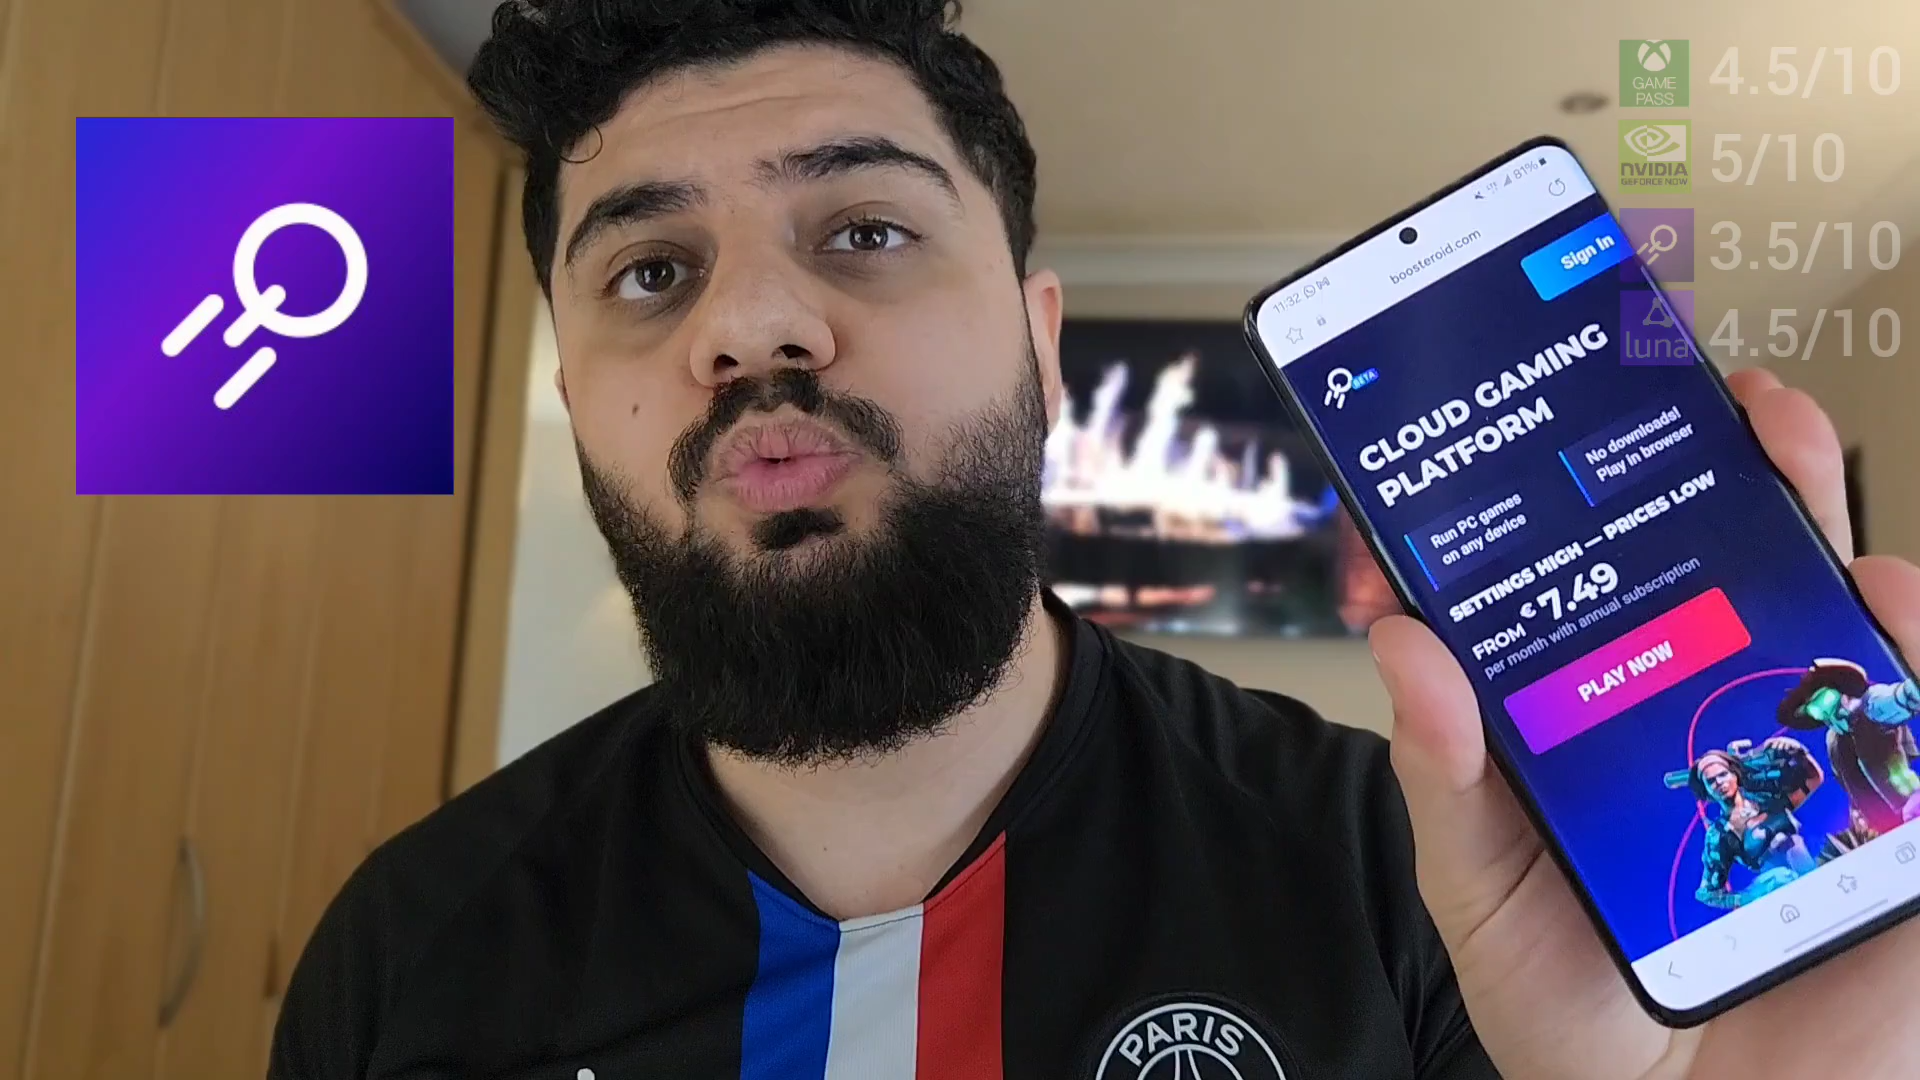 GAME
PASS
4.5/10
NVIDIA
GEFORCE NOW
5/10
3.5/10
luna
4.5/10
11:32
LTE
81%
boosteroid.com
Sign In
BETA
CLOUD GAMING
PLATFORM
Run PC games
on any device
No downloads!
Play in browser
SETTINGS HIGH — PRICES LOW
FROM € 7.49
per month with annual subscription
PLAY NOW
PARIS